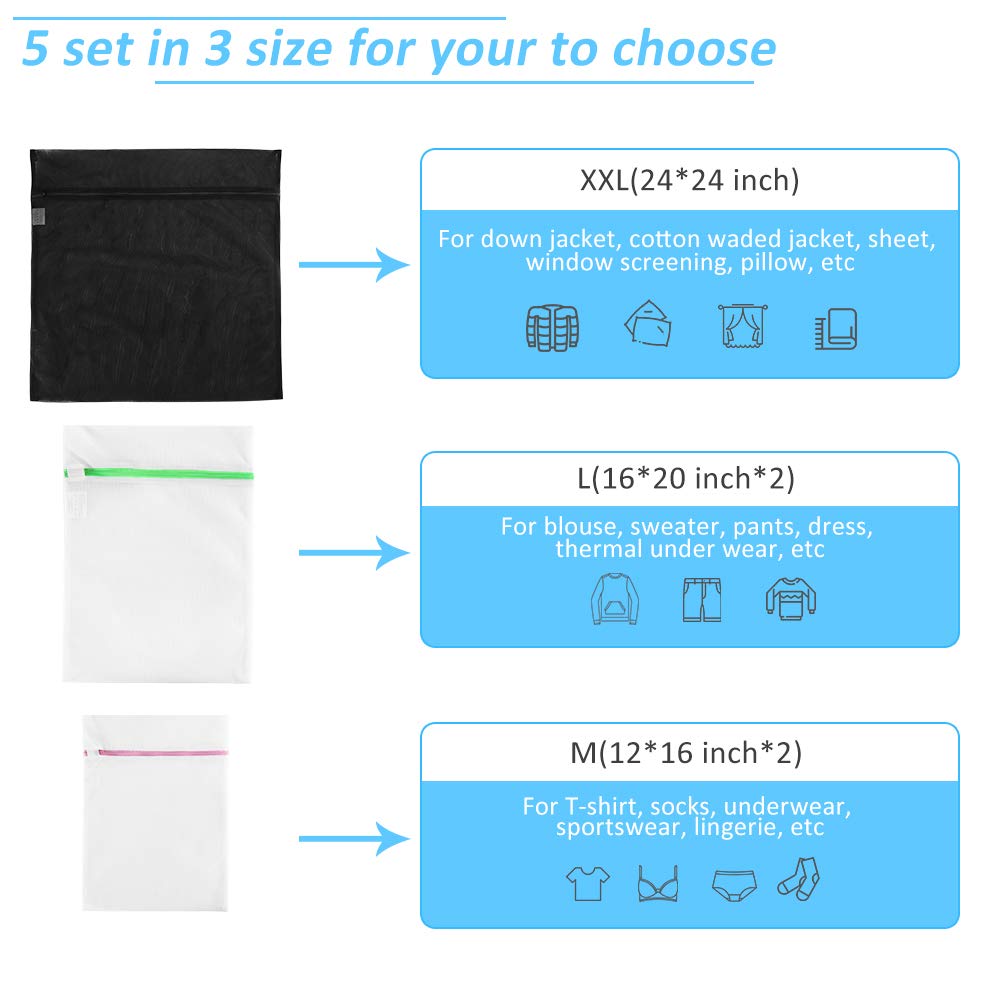 5 set in 3 size for your to choose
XXL(24*24 inch)
For down jacket, cotton waded jacket, sheet,
window screening, pillow, etc
L(16*20 inch*2)
For blouse, sweater, pants, dress,
thermal under wear, etc
M(12*16 inch*2)
For T-shirt, socks, underwear,
sportswear, lingerie, etc